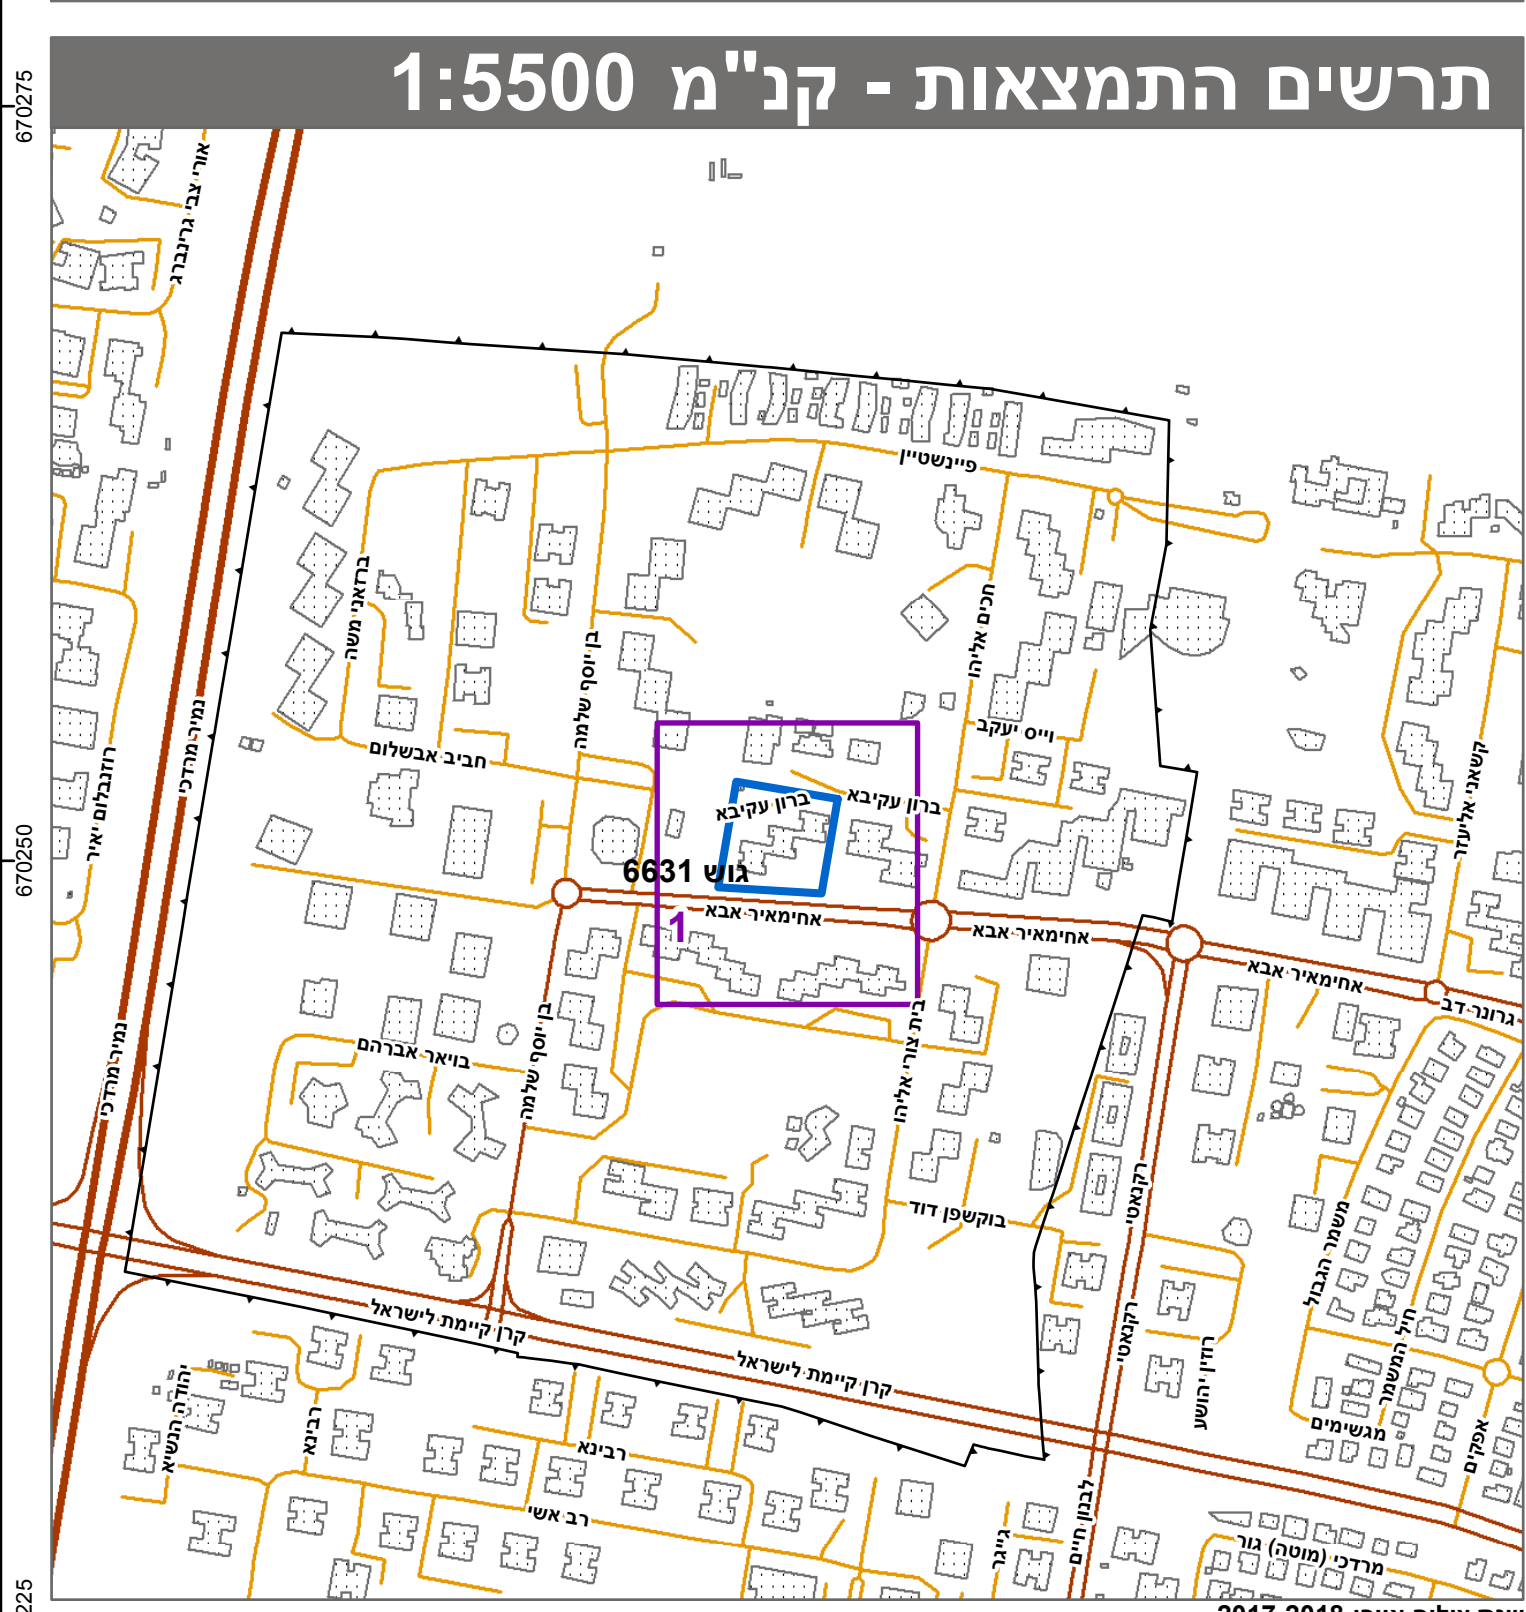 תרשים התמצאות - קנ"מ 1:5500
670275
אורי צבי גרינברג
פיינשטיין
ברזאני משה
חכים אליהו
בן יוסף שלמה
נמיר מרדכי
רוזנבלום יאיר
וייס יעקב
חביב אבשלום
קשאני אליעזר
ברון עקיבא
ברון עקיבא
670250
גוש 6631
1
אחימאיר אבא
אחימאיר אבא
אחימאיר אבא
גרונר דב
בן יוסף שלמה
בית צורי אליהו
נמיר מרדכי
בויאר אברהם
רקנאטי
בוקשפן דוד
משמר הגבול
קרן קיימת לישראל
רקנאטי
חיל המשמר
רודין יהושע
קרן קיימת לישראל
יהודה הנשיא
רבינא
מגשימים
אפקים
רבינא
רב אשי
לבנון חיים
גייגר
מרדכי (מוטה) גור
225
2017-2018